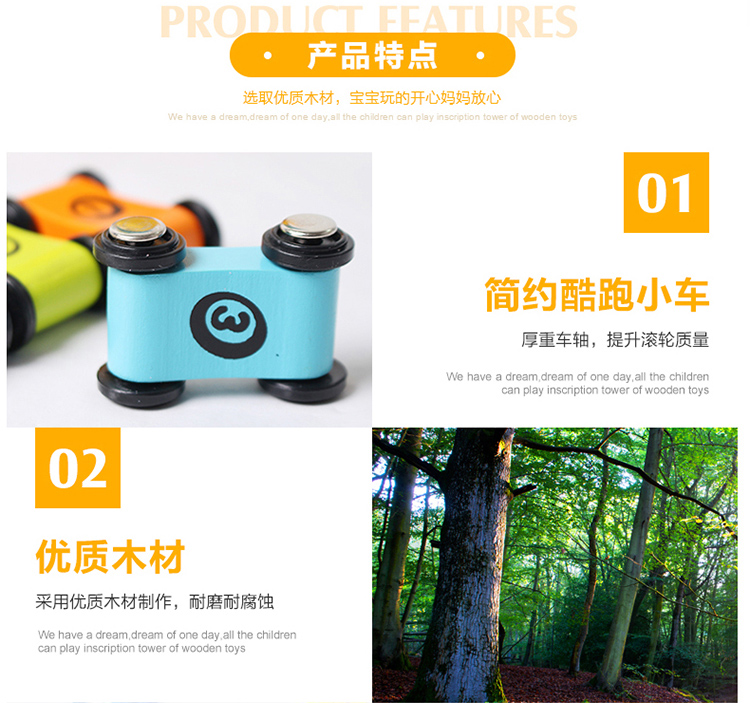 PRODUCT FEATURES
· 产品特点 ·
选取优质木材，宝宝玩的开心妈妈放心
We have a dream,dream of one day,all the children can play inscription tower of wooden toys
01
简约酷跑小车
厚重车轴，提升滚轮质量
We have a dream,dream of one day,all the children
can play inscription tower of wooden toys
3
02
优质木材
采用优质木材制作，耐磨耐腐蚀
We have a dream,dream of one day,all the children
can play inscription tower of wooden toys